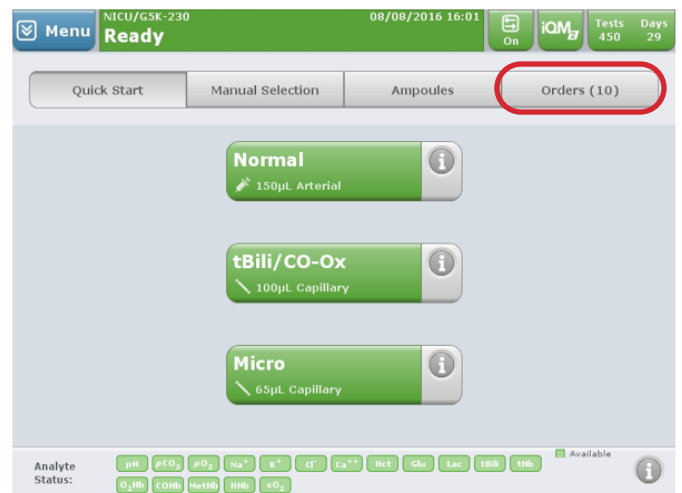 NICU/G5K-230
08/08/2016 16:01
Menu
Ready
On
iQM2
Tests Days
450 29
Quick Start
Manual Selection
Ampoules
Orders (10)
Normal
150µL Arterial
tBili/CO-Ox
100µL Capillary
Micro
65µL Capillary
Analyte Status:
pH pCO2 pO2 Na+ K+ Cl- Ca++ Hct Glu Lac tBili tHb
O2Hb COHb MetHb HHb sO2
Available